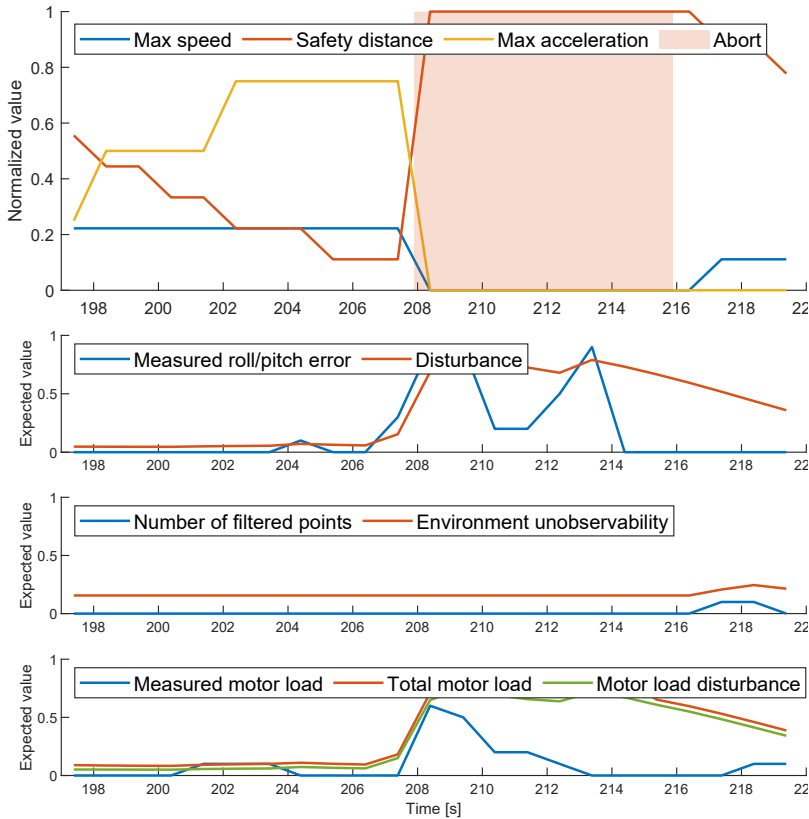 1
Max speed Safety distance Max acceleration Abort
0.8
0.6
0.4
0.2
0
Normalized value
198 200 202 204 206 208 210 212 214 216 218 22
1
Measured roll/pitch error Disturbance
0.5
0
Expected value
198 200 202 204 206 208 210 212 214 216 218 22
1
Number of filtered points Environment unobservability
0.5
0
Expected value
198 200 202 204 206 208 210 212 214 216 218 22
1
Measured motor load Total motor load Motor load disturbance
0.5
0
Expected value
198 200 202 204 206 208 210 212 214 216 218 22
Time [s]